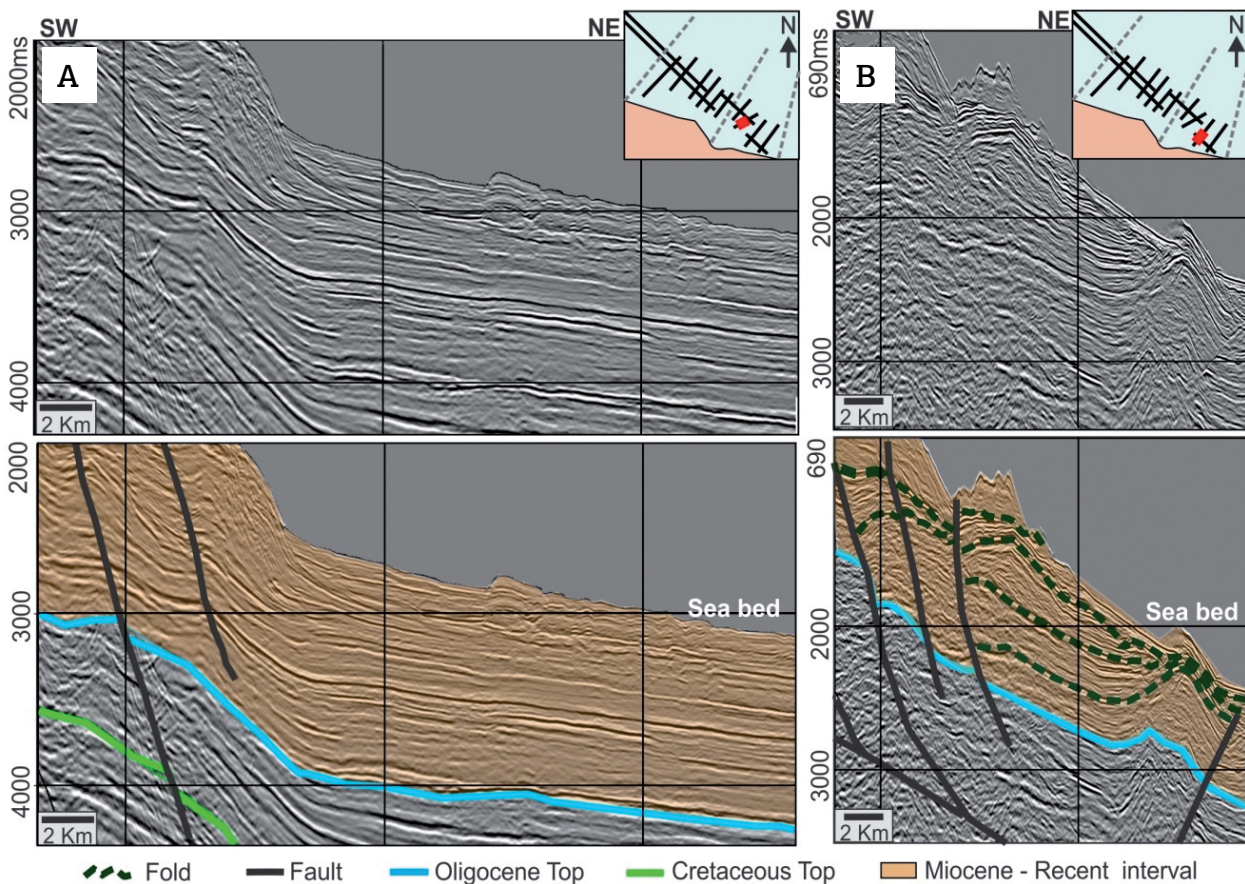 SW
NE
N
A
20000ms
3000
4000
2 Km
SW
NE
N
B
690ms
2000
3000
2 Km
2000
3000
4000
Sea bed
2 Km
690
2000
3000
Sea bed
2 Km
Fold
Fault
Oligocene Top
Cretaceous Top
Miocene - Recent interval